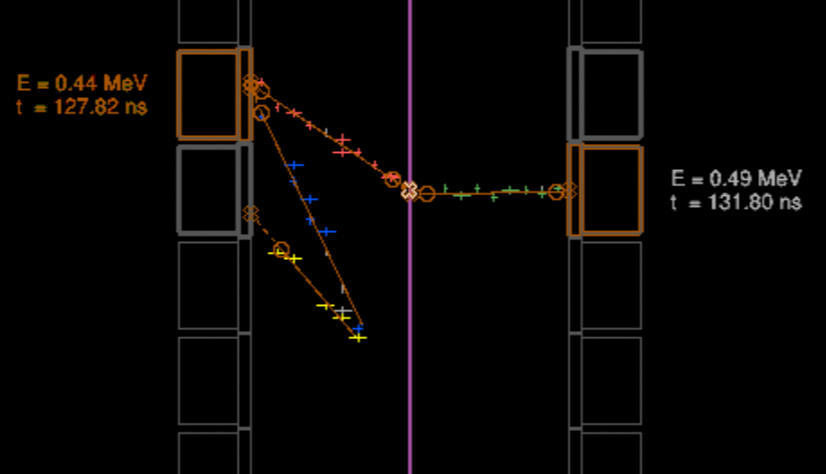 E = 0.44 MeV
t = 127.82 ns
E = 0.49 MeV
t = 131.80 ns